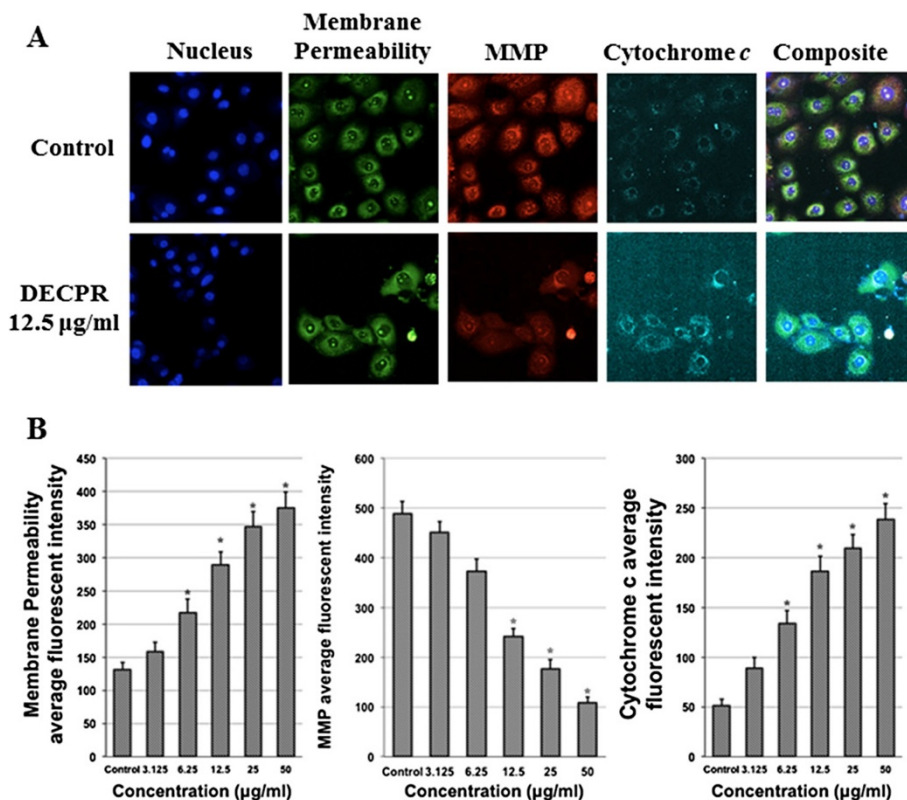 A
Nucleus
Membrane
Permeability
MMP
Cytochrome c
Composite
Control
DECPR
12.5 µg/ml
B
Membrane Permeability
average fluorescent intensity
450
400
350
300
250
200
150
100
50
0
*
*
*
*
Control 3.125 6.25 12.5 25 50
Concentration (µg/ml)
MMP average fluorescent intensity
600
500
400
300
200
100
0
*
*
*
Control 3.125 6.25 12.5 25 50
Concentration (µg/ml)
Cytochrome c average
fluorescent intensity
300
250
200
150
100
50
0
*
*
*
*
Control 3.125 6.25 12.5 25 50
Concentration (µg/ml)